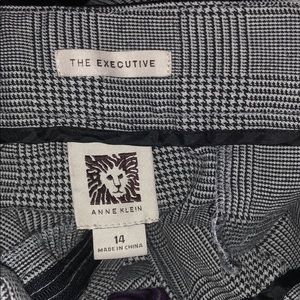 THE EXECUTIVE
ANNE KLEIN
14
MADE IN CHINA